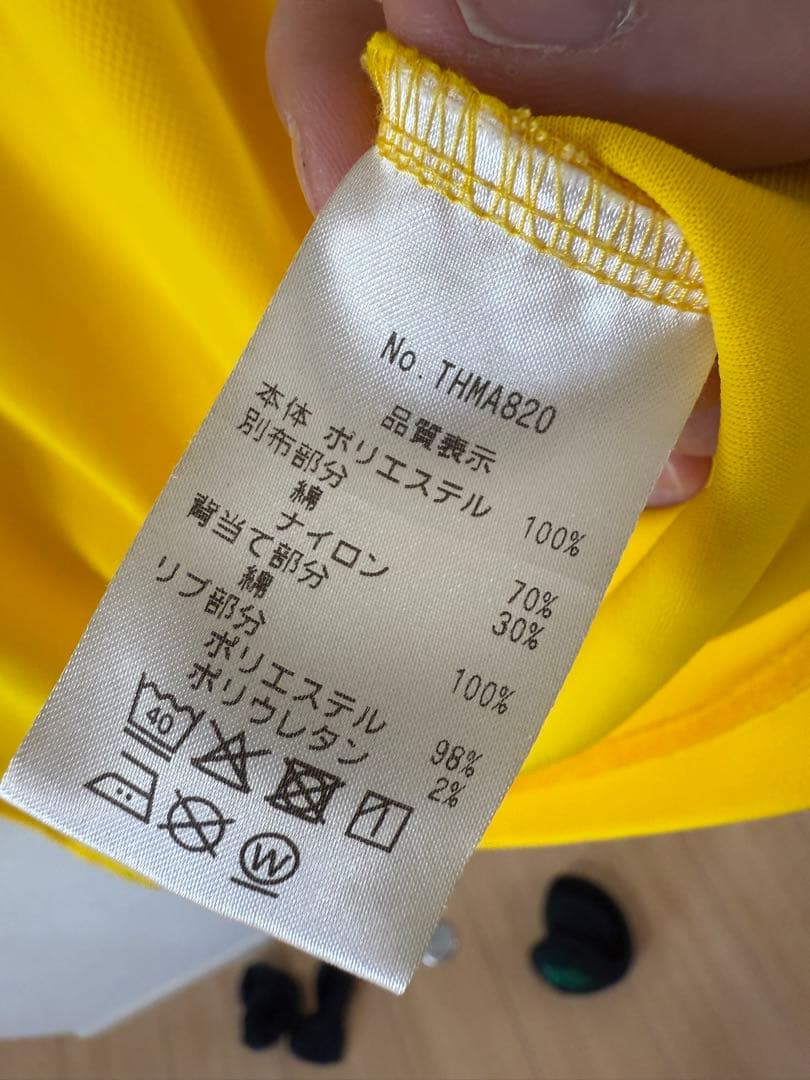 No.THMA820
品質表示
本体 ポリエステル 100%
別布部分
綿 70%
ナイロン 30%
背当て部分
綿 100%
リブ部分
ポリエステル 98%
ポリウレタン 2%
40
W